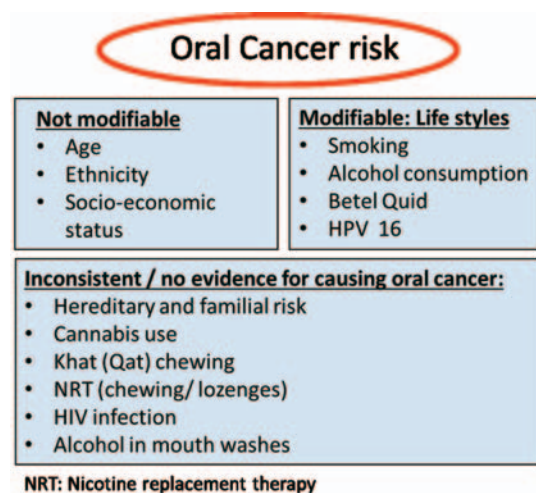 Oral Cancer risk
Not modifiable
• Age
• Ethnicity
• Socio-economic
status
Modifiable: Life styles
• Smoking
• Alcohol consumption
• Betel Quid
• HPV 16
Inconsistent / no evidence for causing oral cancer:
• Hereditary and familial risk
• Cannabis use
• Khat (Qat) chewing
• NRT (chewing/ lozenges)
• HIV infection
• Alcohol in mouth washes
NRT: Nicotine replacement therapy